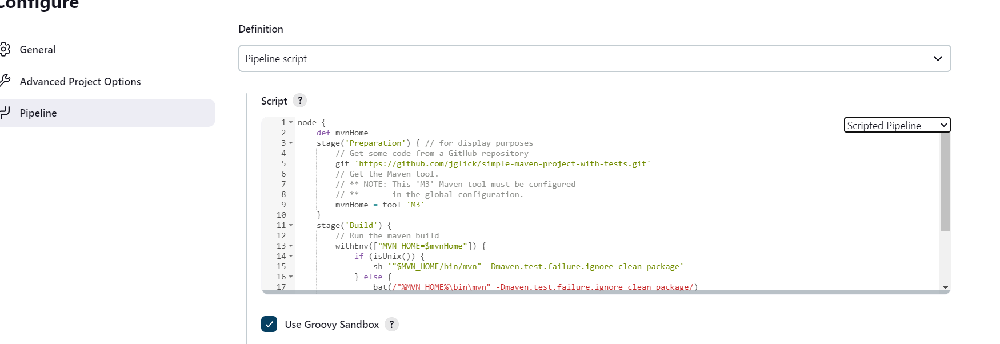 Configure
General
Advanced Project Options
Pipeline
Definition
Pipeline script
Script ?
Scripted Pipeline
1 node {
2     def mvnHome
3     stage('Preparation') { // for display purposes
4         // Get some code from a GitHub repository
5         git 'https://github.com/jglick/simple-maven-project-with-tests.git'
6         // Get the Maven tool.
7         // ** NOTE: This 'M3' Maven tool must be configured
8         // **       in the global configuration.
9         mvnHome = tool 'M3'
10     }
11     stage('Build') {
12         // Run the maven build
13         withEnv(["MVN_HOME=$mvnHome"]) {
14             if (isUnix()) {
15                 sh '"$MVN_HOME/bin/mvn" -Dmaven.test.failure.ignore clean package'
16             } else {
17                 bat(/"%MVN_HOME%\bin\mvn" -Dmaven.test.failure.ignore clean package/)
Use Groovy Sandbox ?